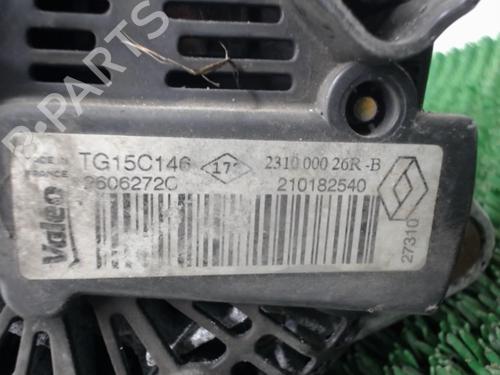 B-PARTS
MADE IN FRANCE
Valeo
TG15C146 17 2310 000 26R-B
2606272C 210182540
27310